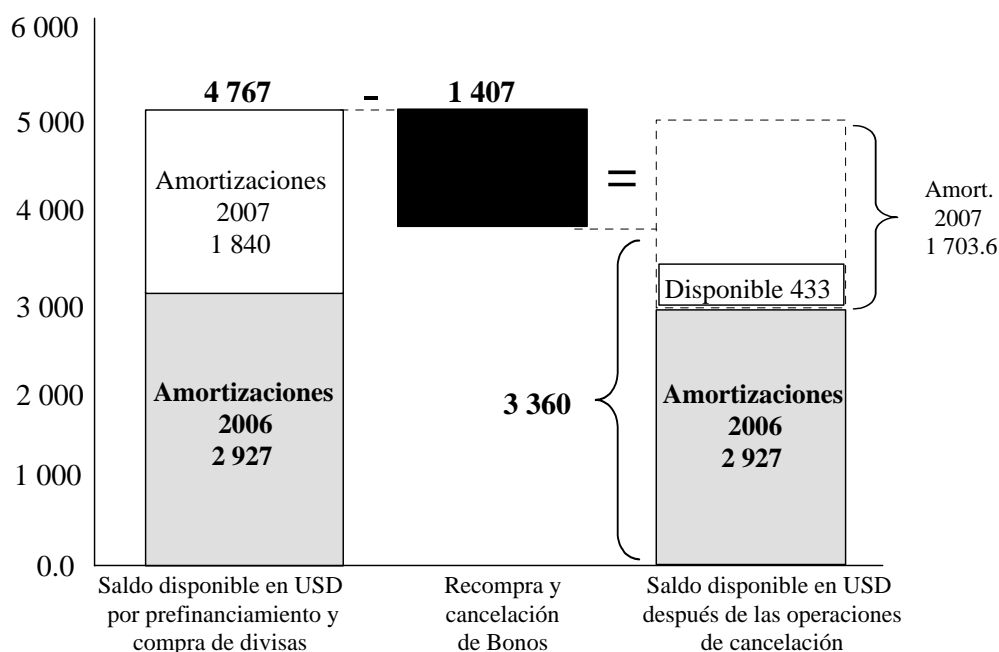 6 000
5 000
4 000
3 000
2 000
1 000
0.0
4 767
-
1 407
=
Amortizaciones
2007
1 840
Amortizaciones
2006
2 927
3 360
Disponible 433
Amortizaciones
2006
2 927
Amort.
2007
1 703.6
Saldo disponible en USD
por prefinanciamiento y
compra de divisas
Recompra y
cancelación
de Bonos
Saldo disponible en USD
después de las operaciones
de cancelación